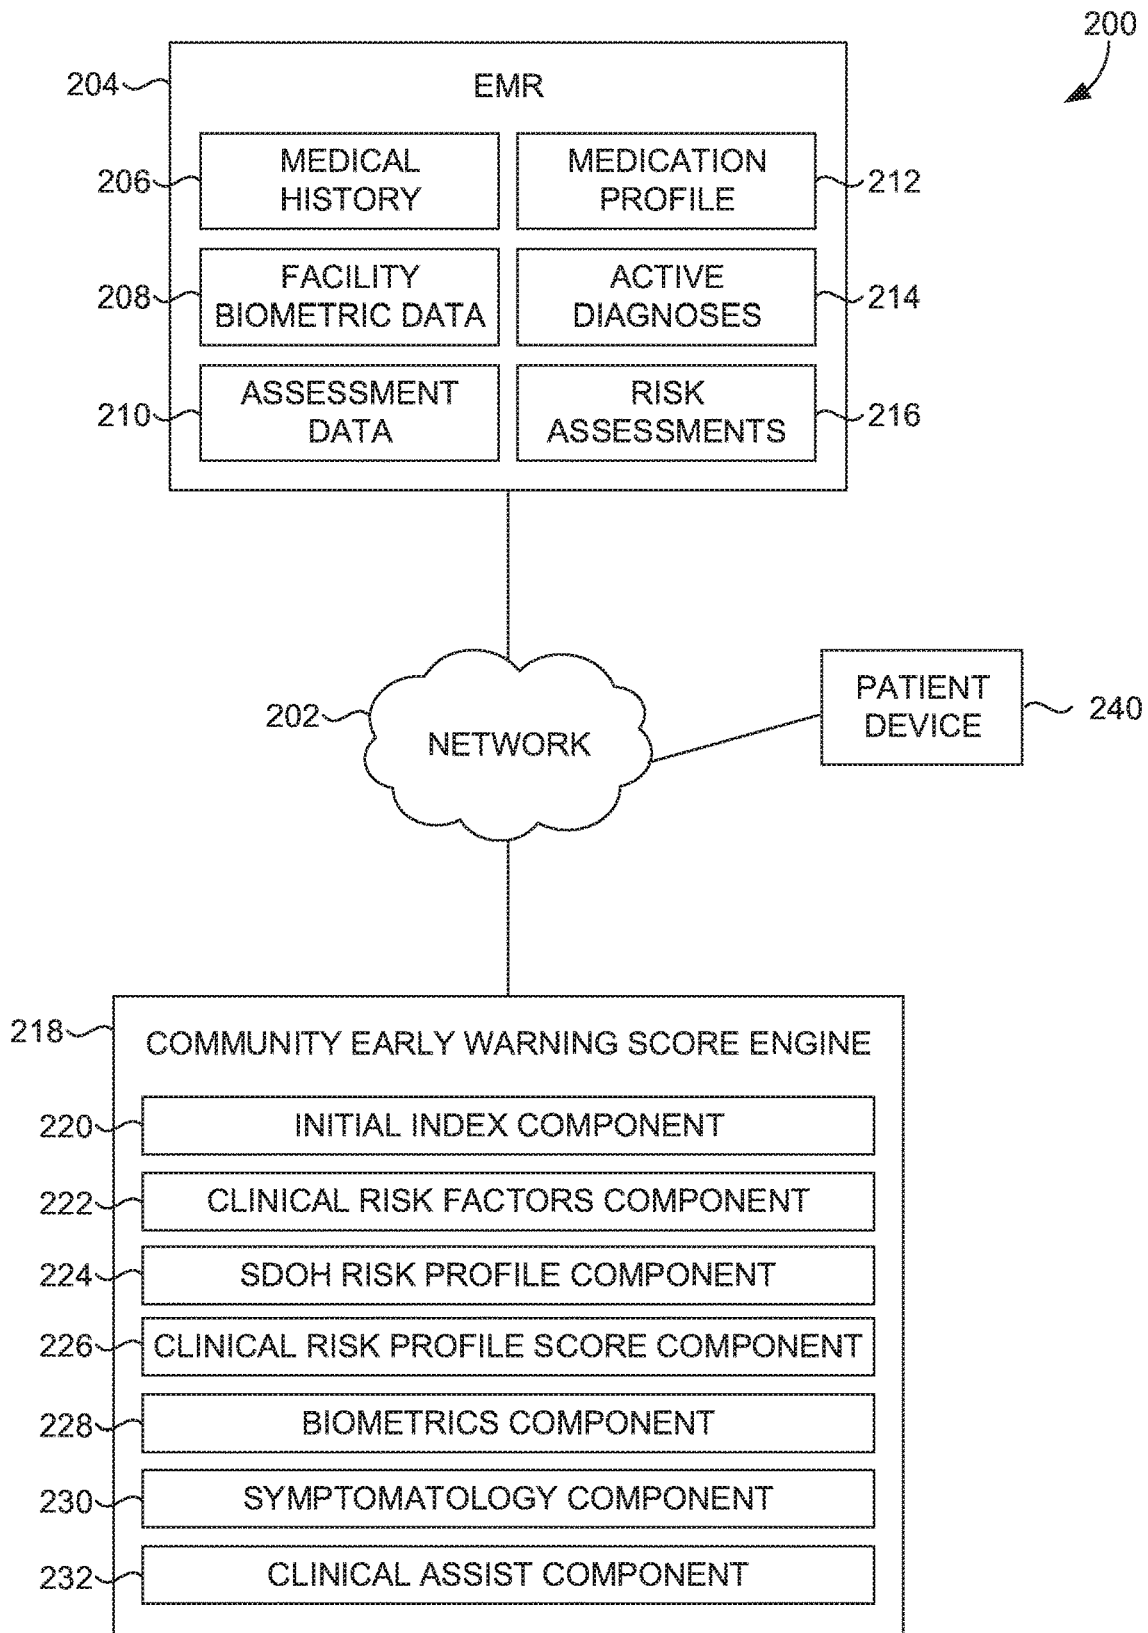 200
204
EMR
206
MEDICAL
HISTORY
MEDICATION
PROFILE
212
208
FACILITY
BIOMETRIC DATA
ACTIVE
DIAGNOSES
214
210
ASSESSMENT
DATA
RISK
ASSESSMENTS
216
202
NETWORK
PATIENT
DEVICE
240
218
COMMUNITY EARLY WARNING SCORE ENGINE
220
INITIAL INDEX COMPONENT
222
CLINICAL RISK FACTORS COMPONENT
224
SDOH RISK PROFILE COMPONENT
226
CLINICAL RISK PROFILE SCORE COMPONENT
228
BIOMETRICS COMPONENT
230
SYMPTOMATOLOGY COMPONENT
232
CLINICAL ASSIST COMPONENT